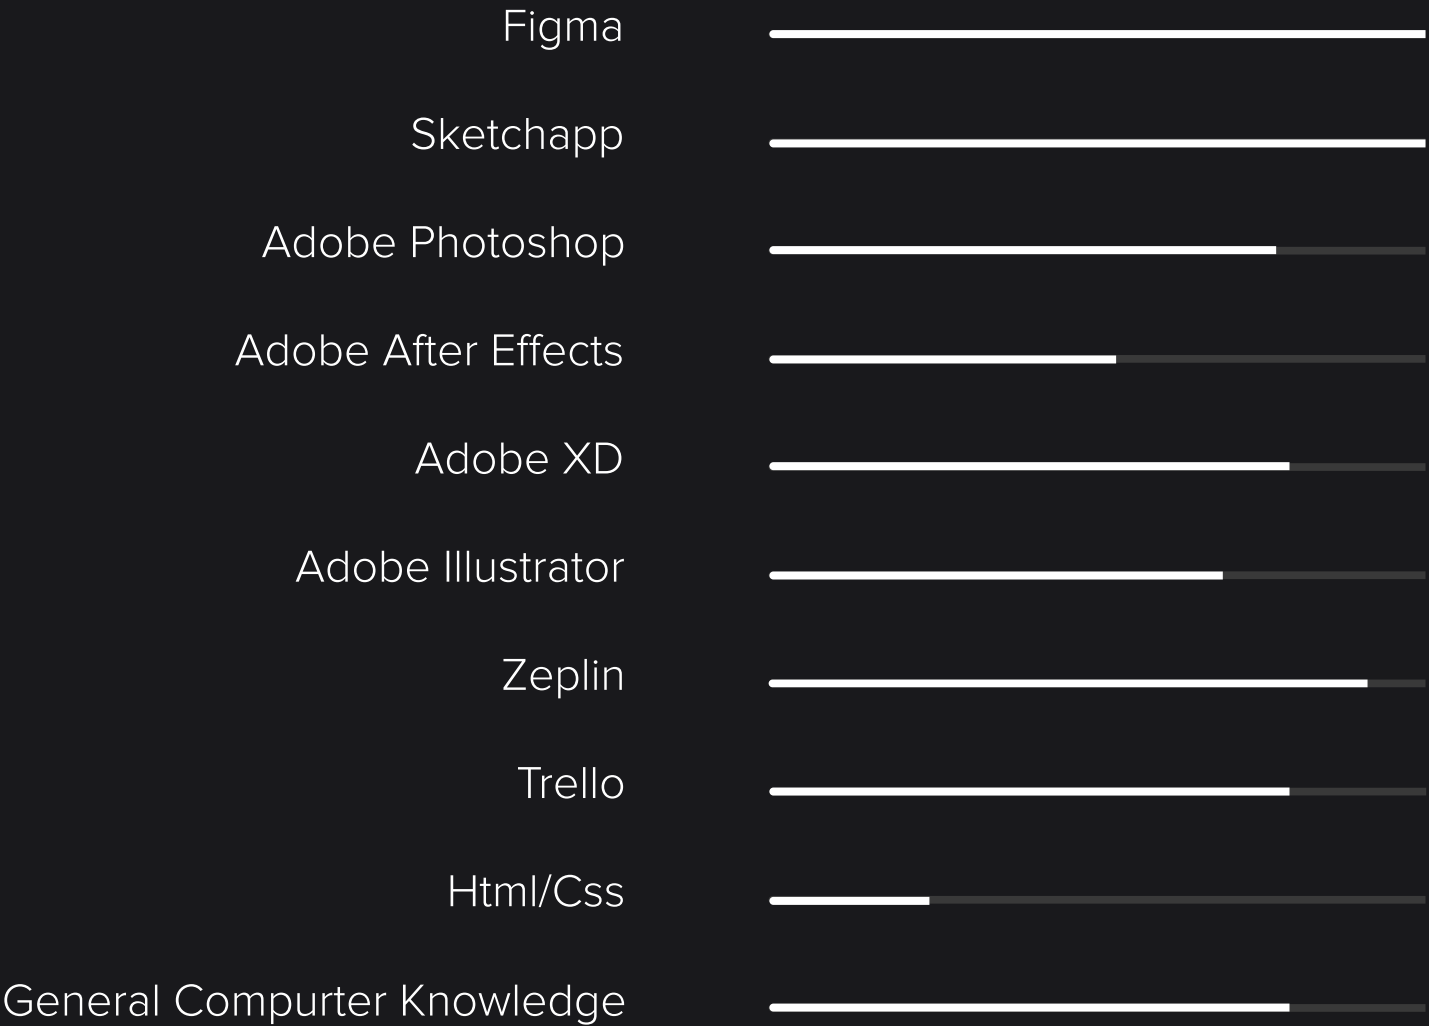 Figma
Sketchapp
Adobe Photoshop
Adobe After Effects
Adobe XD
Adobe Illustrator
Zeplin
Trello
Html/Css
General Compurter Knowledge